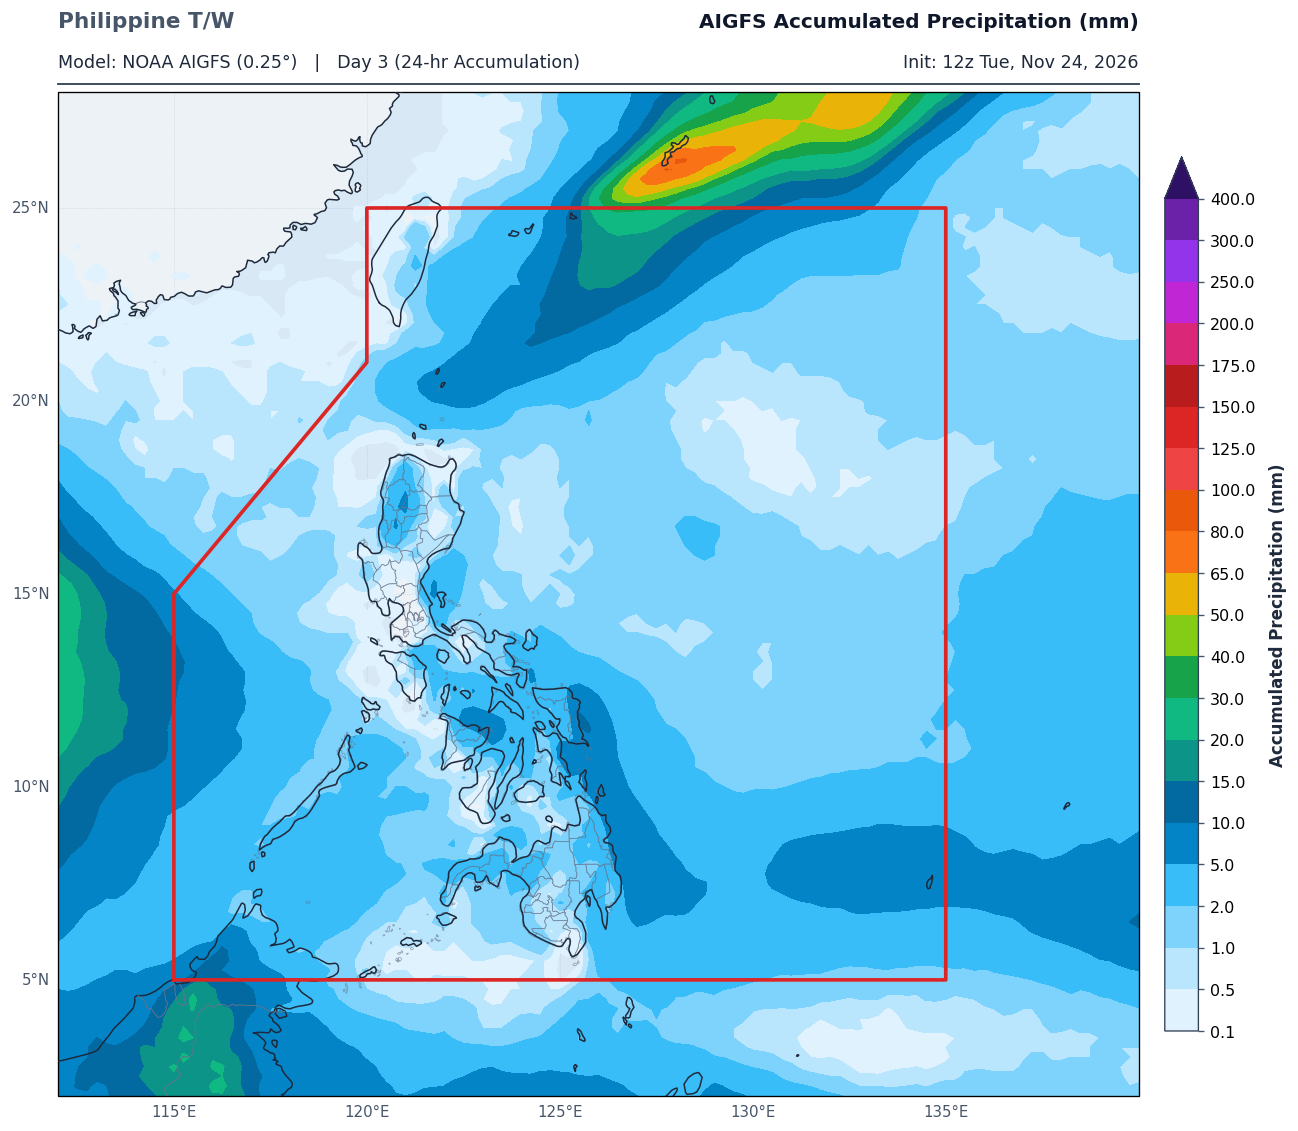 Philippine T/W
AIGFS Accumulated Precipitation (mm)
Model: NOAA AIGFS (0.25°)   |   Day 3 (24-hr Accumulation)
Init: 12z Tue, Nov 24, 2026
25°N
20°N
15°N
10°N
5°N
115°E
120°E
125°E
130°E
135°E
400.0
300.0
250.0
200.0
175.0
150.0
125.0
100.0
80.0
65.0
50.0
40.0
30.0
20.0
15.0
10.0
5.0
2.0
1.0
0.5
0.1
Accumulated Precipitation (mm)